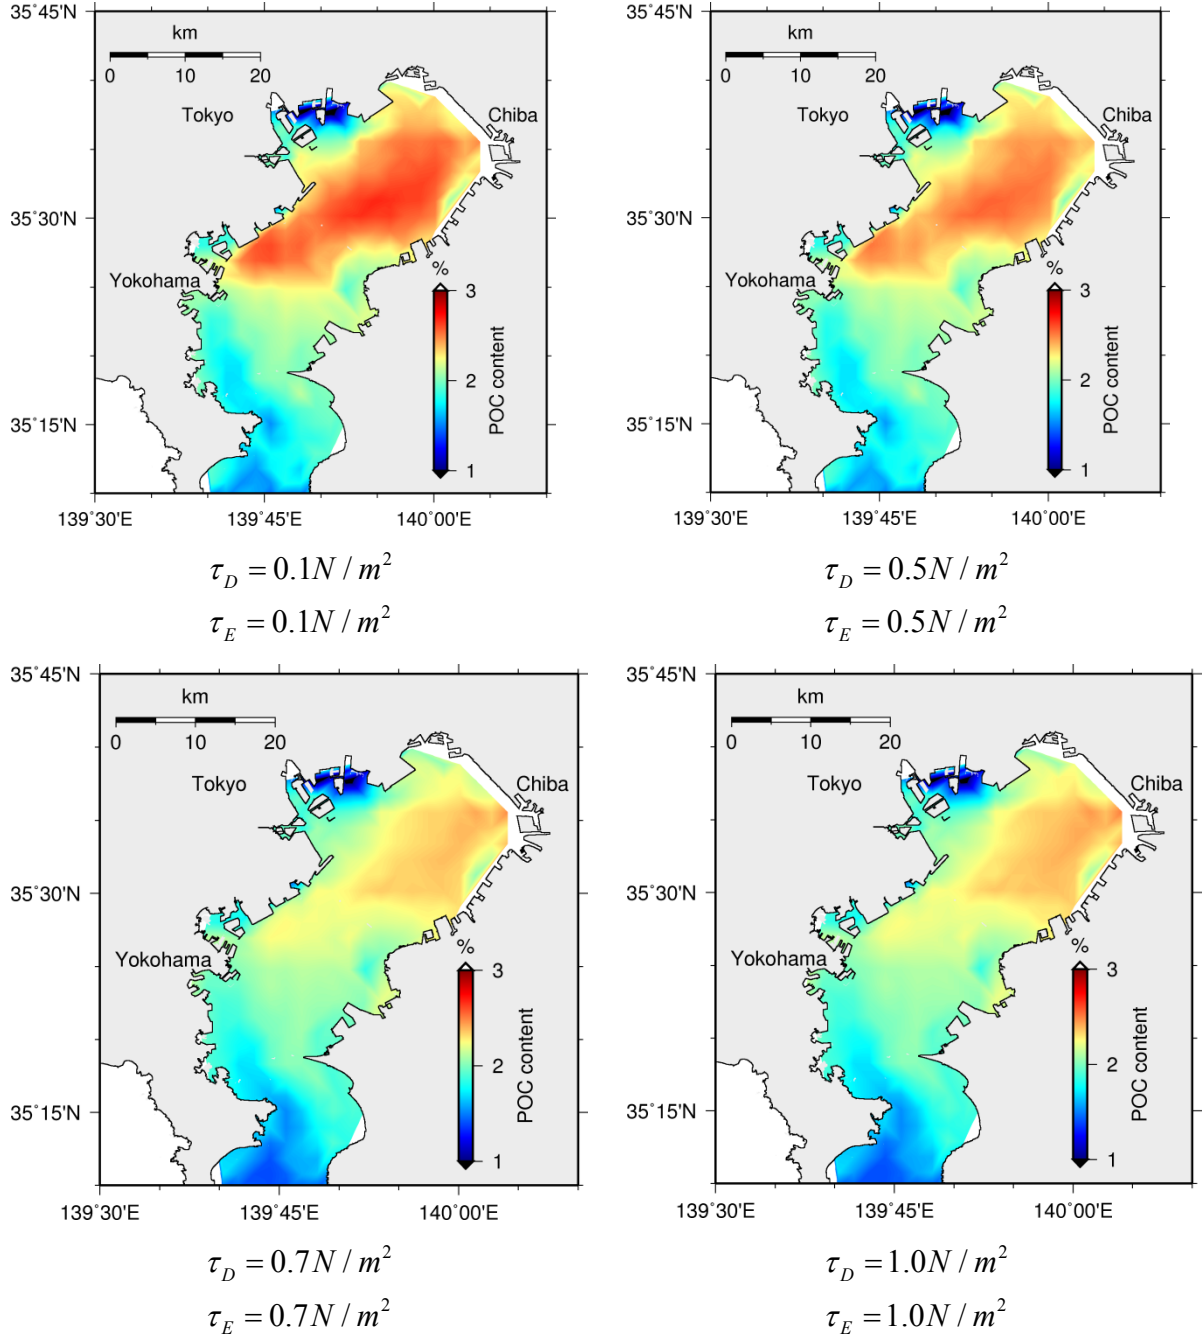 35˚45'N
km
0 10 20
Tokyo
Chiba
35˚30'N
Yokohama
%
3
2
1
POC content
35˚15'N
139˚30'E 139˚45'E 140˚00'E
τD = 0.1N / m²
τE = 0.1N / m²
35˚45'N
km
0 10 20
Tokyo
Chiba
35˚30'N
Yokohama
%
3
2
1
POC content
35˚15'N
139˚30'E 139˚45'E 140˚00'E
τD = 0.5N / m²
τE = 0.5N / m²
35˚45'N
km
0 10 20
Tokyo
Chiba
35˚30'N
Yokohama
%
3
2
1
POC content
35˚15'N
139˚30'E 139˚45'E 140˚00'E
τD = 0.7N / m²
τE = 0.7N / m²
35˚45'N
km
0 10 20
Tokyo
Chiba
35˚30'N
Yokohama
%
3
2
1
POC content
35˚15'N
139˚30'E 139˚45'E 140˚00'E
τD = 1.0N / m²
τE = 1.0N / m²